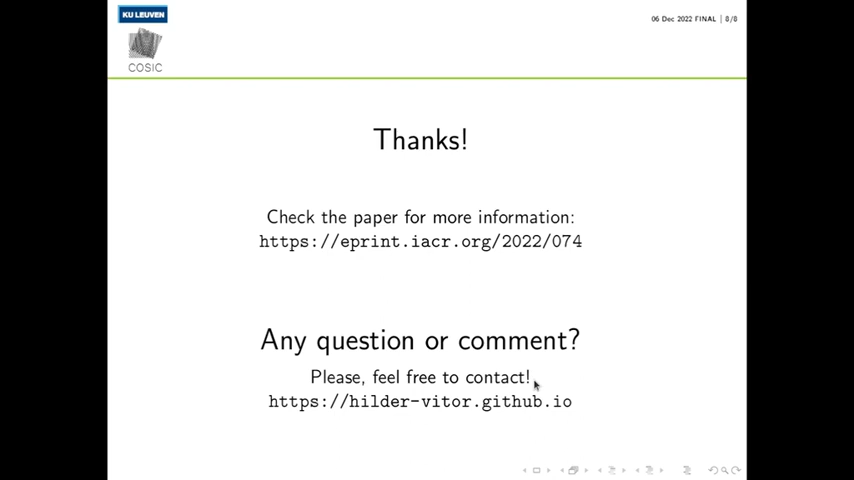 KU LEUVEN
06 Dec 2022 FINAL | 8/8
COSIC
Thanks!
Check the paper for more information:
https://eprint.iacr.org/2022/074
Any question or comment?
Please, feel free to contact!
https://hilder-vitor.github.io